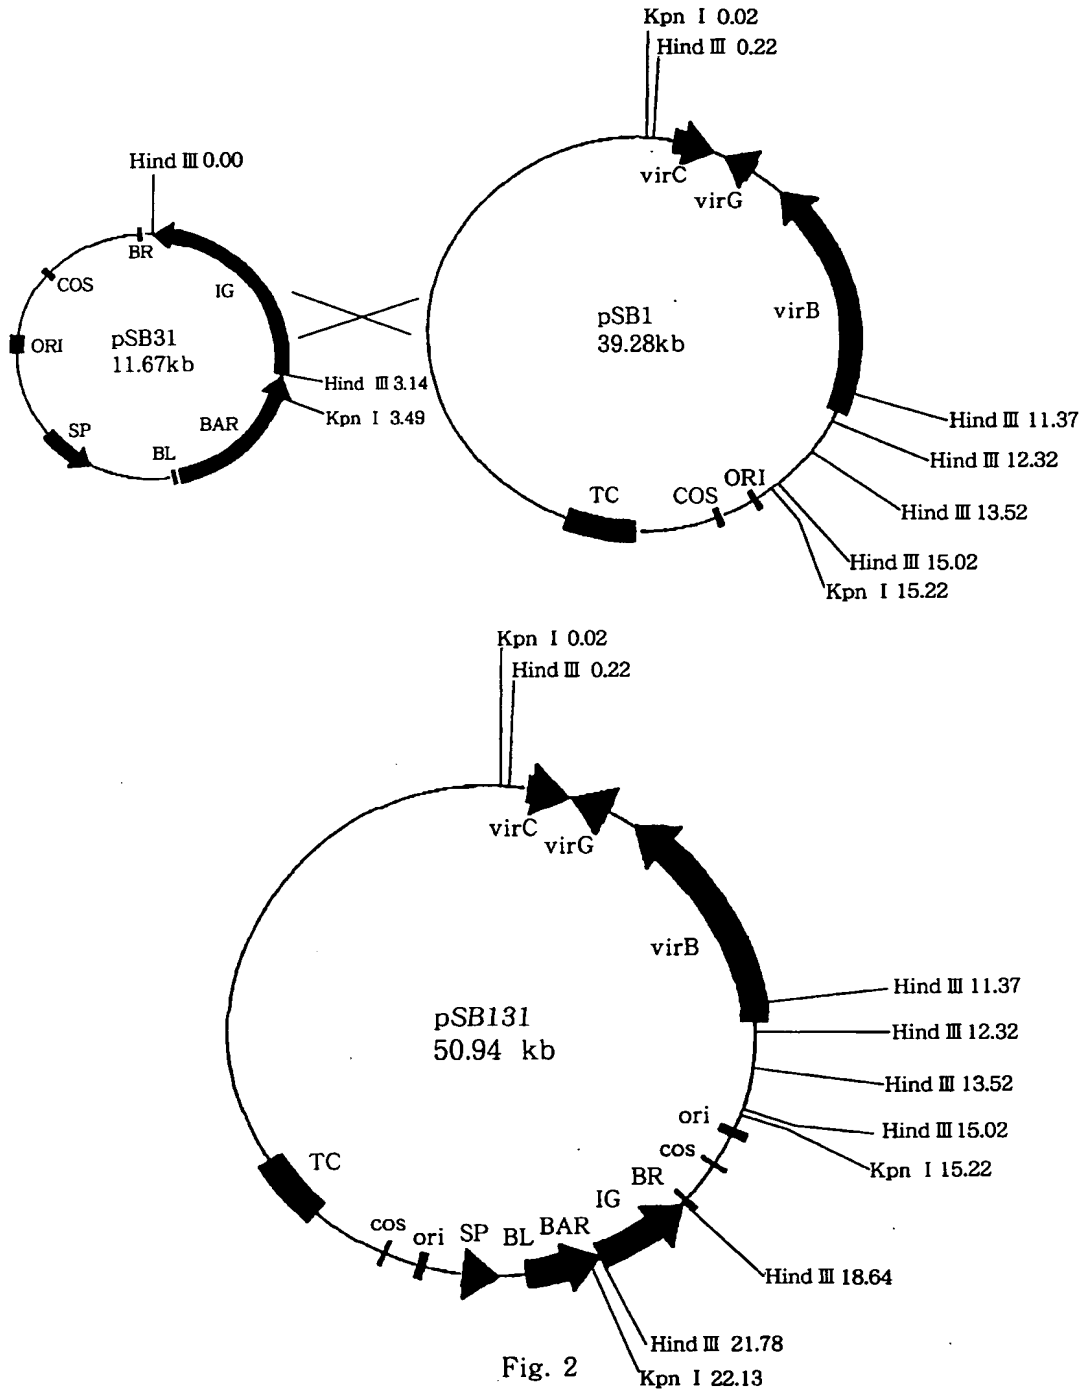 Kpn I 0.02
Hind III 0.22
virC
virG
virB
pSB1
39.28kb
Hind III 11.37
Hind III 12.32
Hind III 13.52
Hind III 15.02
Kpn I 15.22
ORI
COS
TC
Hind III 0.00
BR
COS
IG
pSB31
11.67kb
ORI
Hind III 3.14
Kpn I 3.49
BAR
SP
BL
Kpn I 0.02
Hind III 0.22
virC
virG
virB
pSB131
50.94 kb
Hind III 11.37
Hind III 12.32
Hind III 13.52
Hind III 15.02
Kpn I 15.22
ori
cos
BR
IG
BAR
BL
SP
ori
cos
TC
Hind III 18.64
Hind III 21.78
Kpn I 22.13
Fig. 2